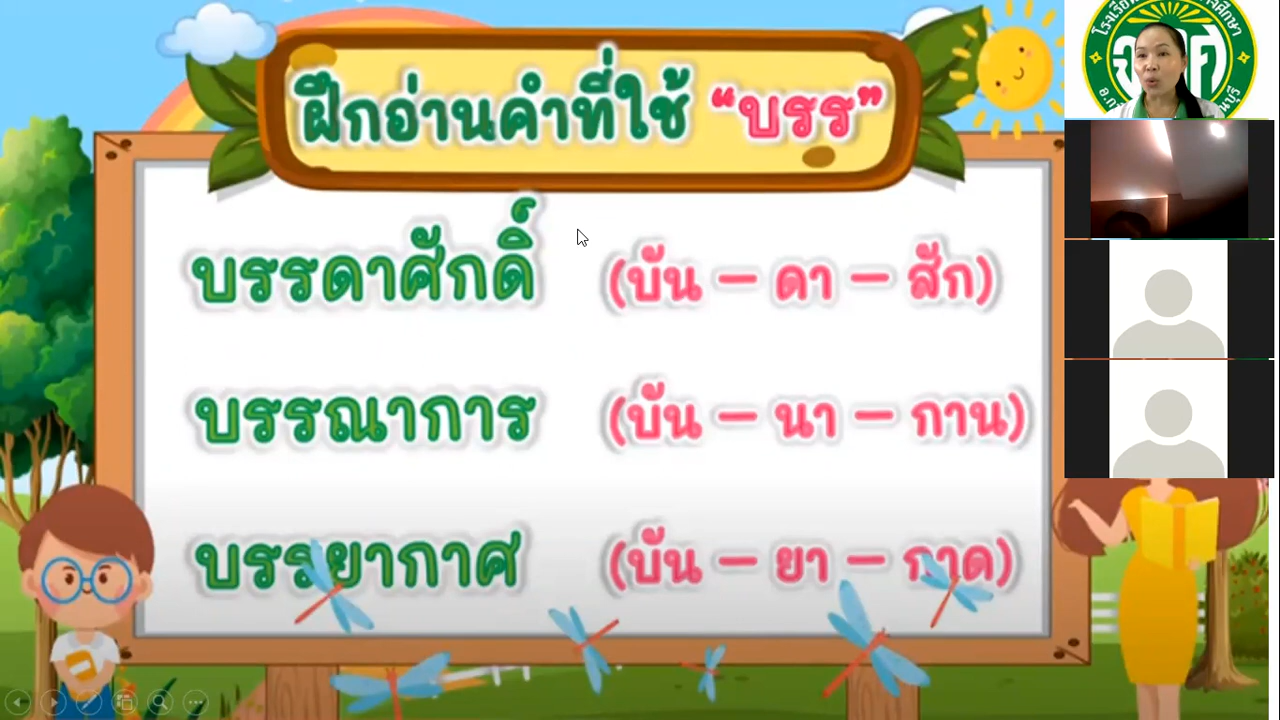 ฝึกอ่านคำที่ใช้ “บรร”
บรรดาศักดิ์ (บัน – ดา – สัก)
บรรณาการ (บัน – นา – กาน)
บรรยากาศ (บัน – ยา – กาด)